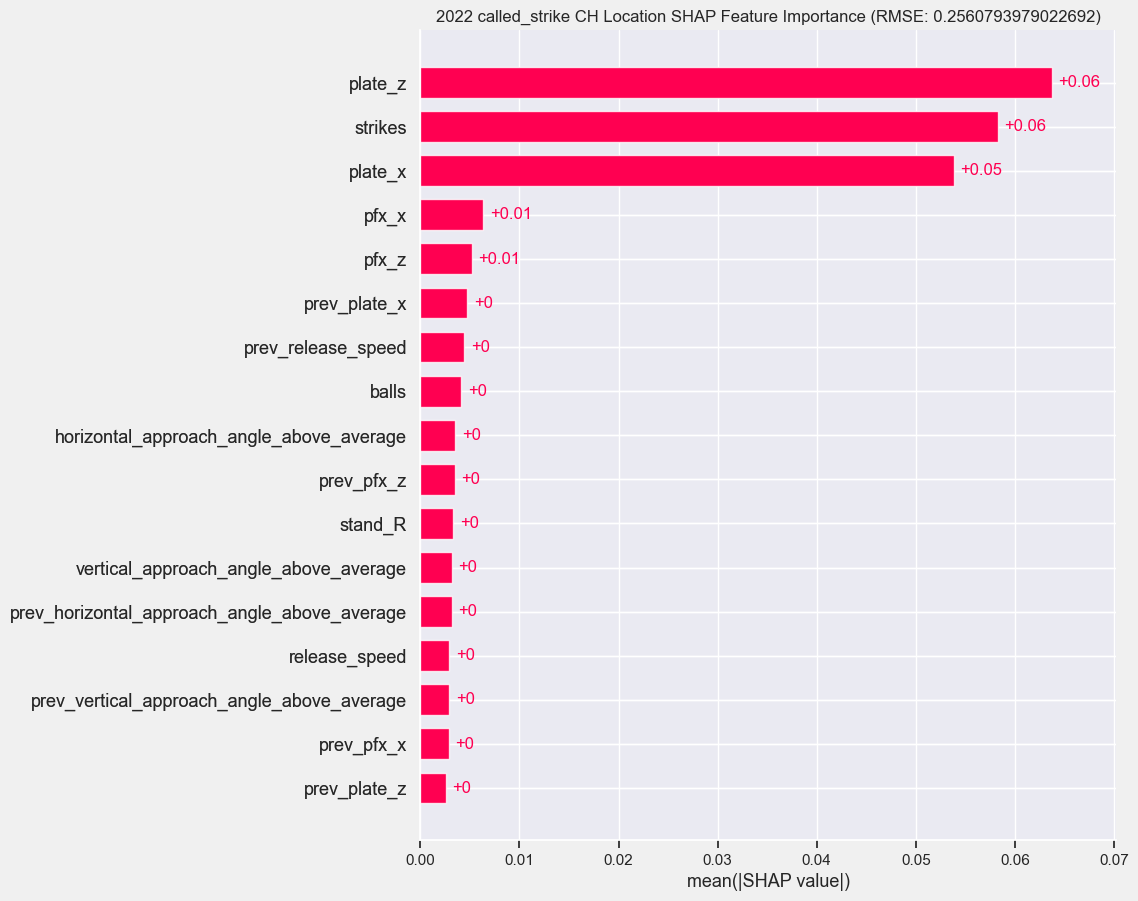 2022 called_strike CH Location SHAP Feature Importance (RMSE: 0.2560793979022692)
plate_z +0.06
strikes +0.06
plate_x +0.05
pfx_x +0.01
pfx_z +0.01
prev_plate_x +0
prev_release_speed +0
balls +0
horizontal_approach_angle_above_average +0
prev_pfx_z +0
stand_R +0
vertical_approach_angle_above_average +0
prev_horizontal_approach_angle_above_average +0
release_speed +0
prev_vertical_approach_angle_above_average +0
prev_pfx_x +0
prev_plate_z +0
0.00 0.01 0.02 0.03 0.04 0.05 0.06 0.07
mean(|SHAP value|)